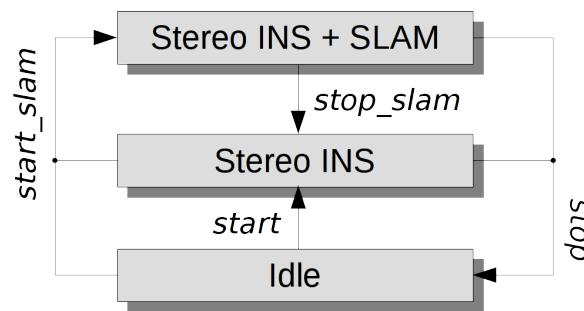 Stereo INS + SLAM
start_slam
stop_slam
Stereo INS
start
stop
Idle